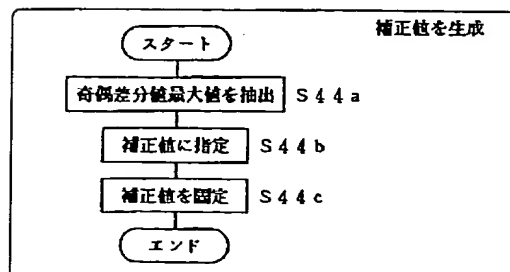 補正値を生成
スタート
奇偶差分値最大値を抽出 S44a
補正値に指定 S44b
補正値を固定 S44c
エンド